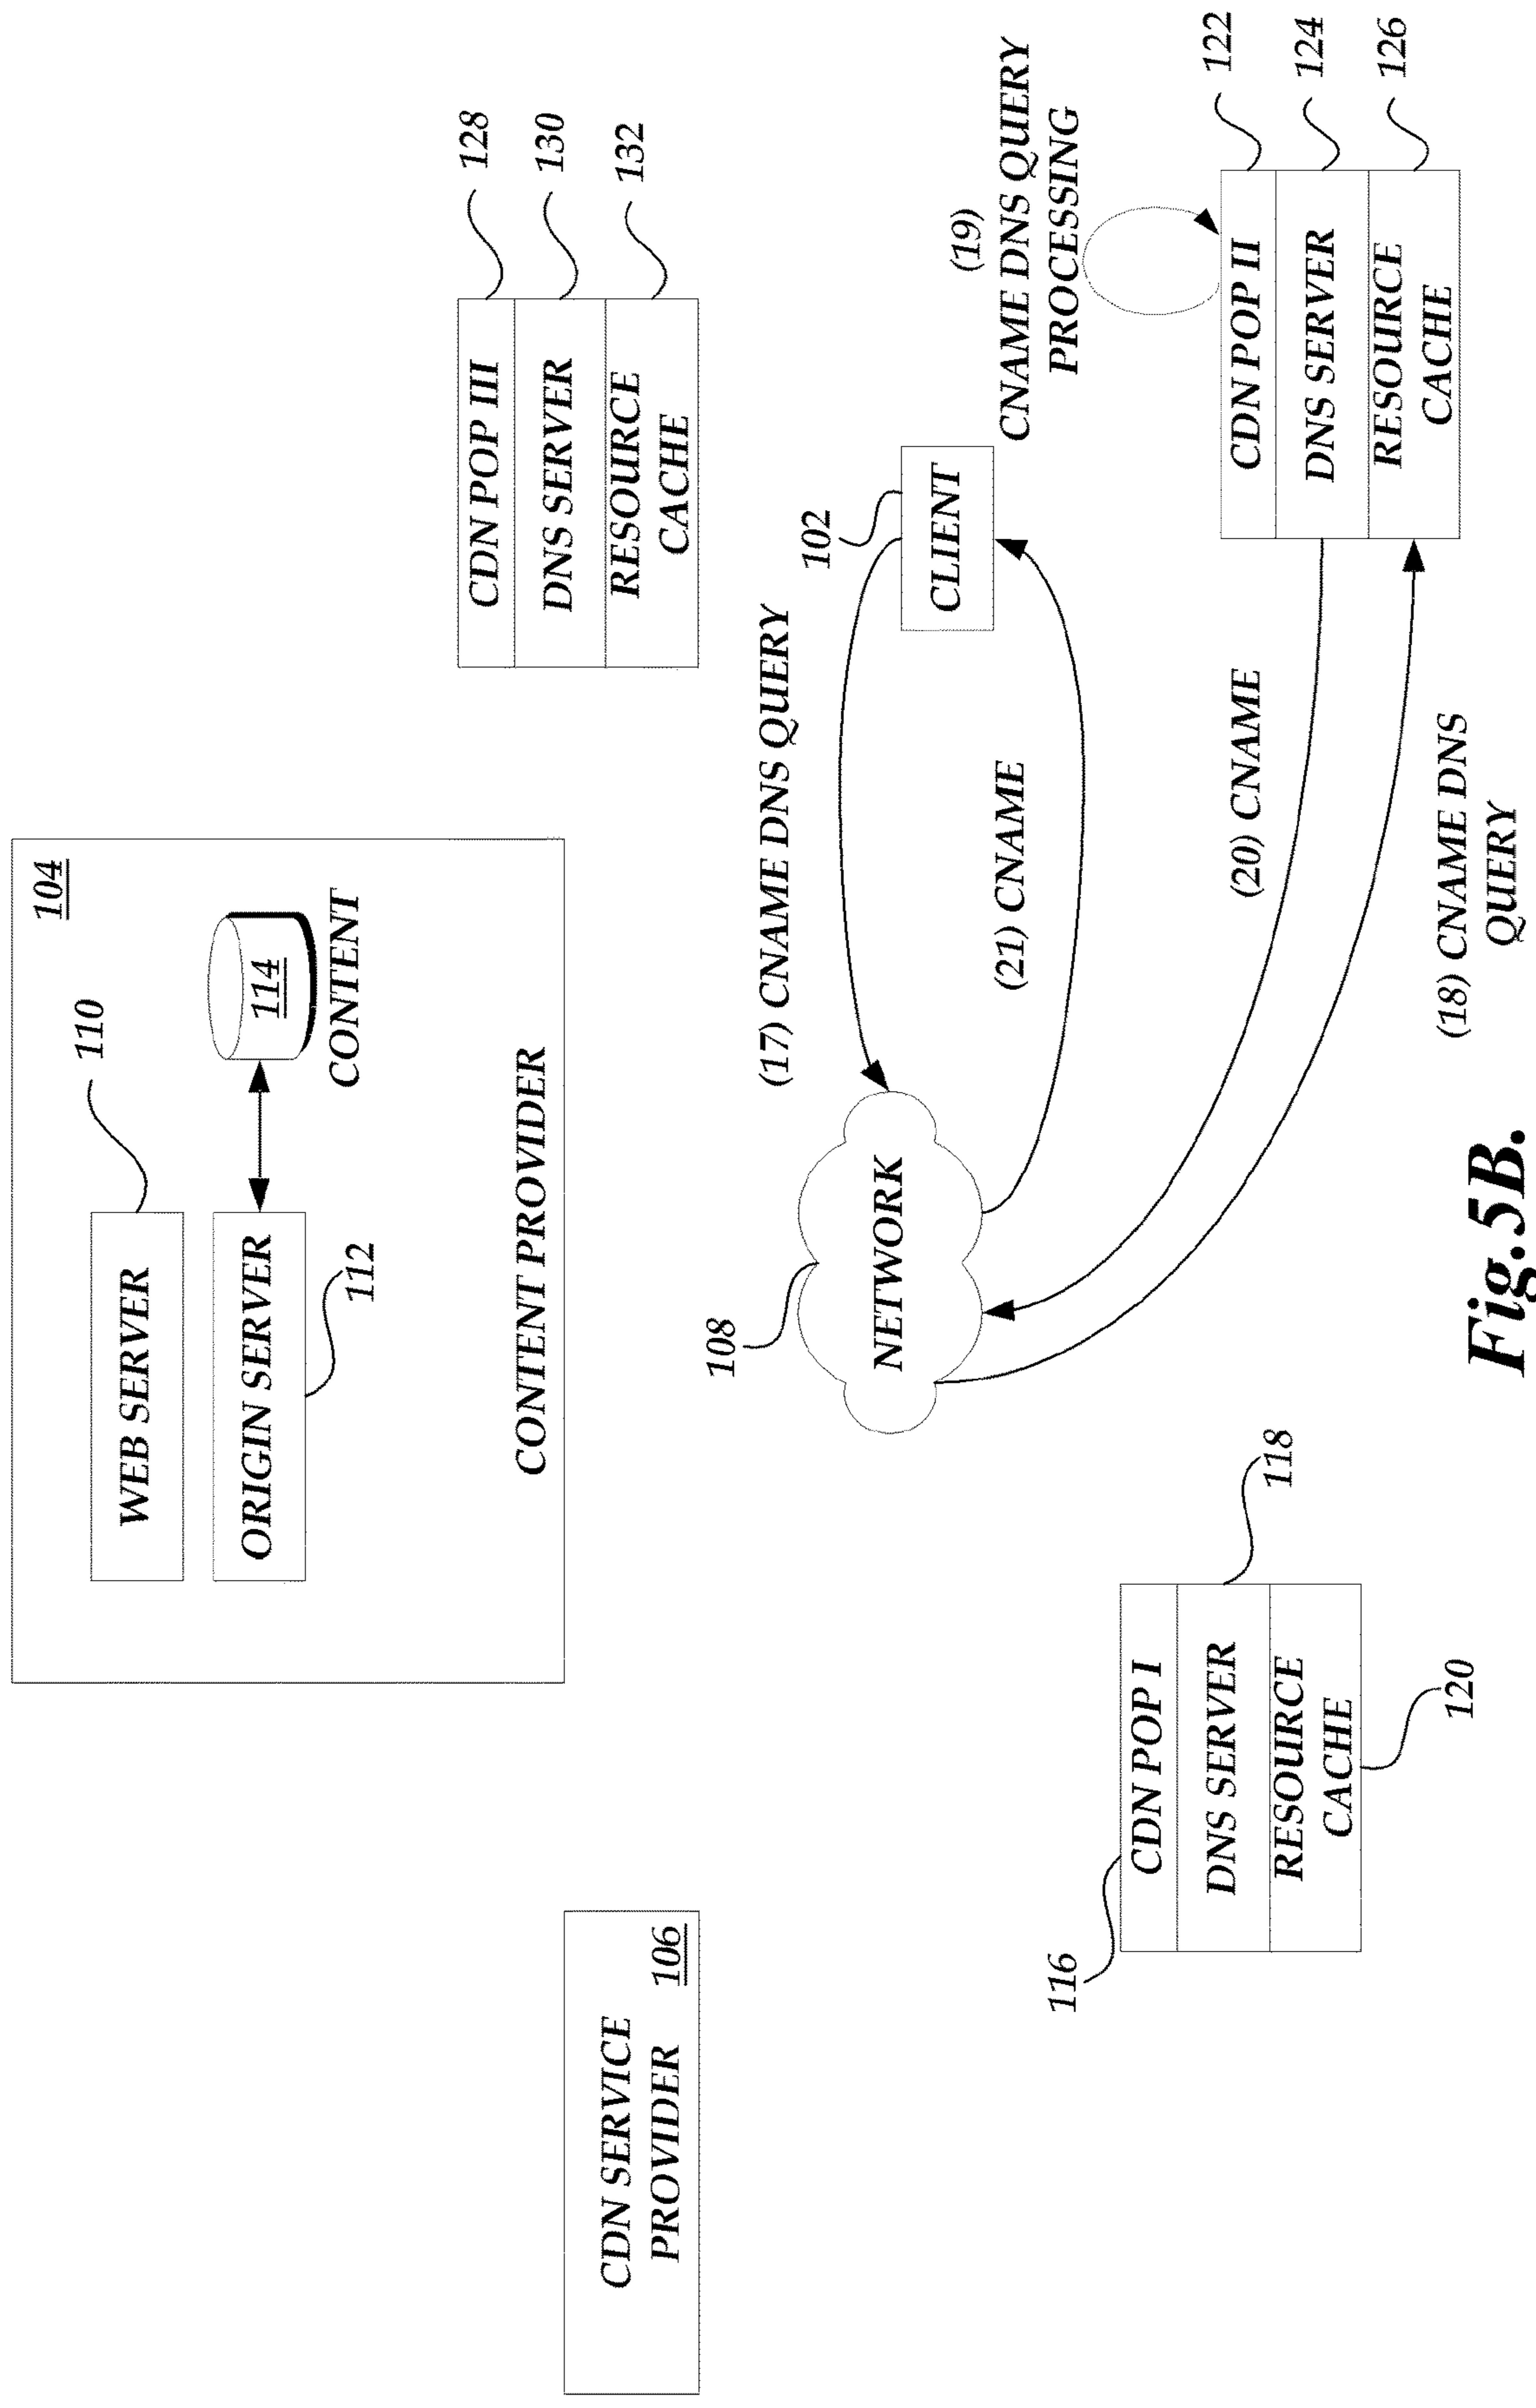 104
110
WEB SERVER
ORIGIN SERVER
112
114
CONTENT
CONTENT PROVIDER
CDN SERVICE
PROVIDER
106
CDN POP III
DNS SERVER
RESOURCE
CACHE
128
130
132
108
NETWORK
(17) CNAME DNS QUERY
102
CLIENT
(21) CNAME
(19)
CNAME DNS QUERY
PROCESSING
116
CDN POP I
DNS SERVER
RESOURCE
CACHE
118
120
(20) CNAME
(18) CNAME DNS
QUERY
CDN POP II
DNS SERVER
RESOURCE
CACHE
122
124
126
Fig.5B.